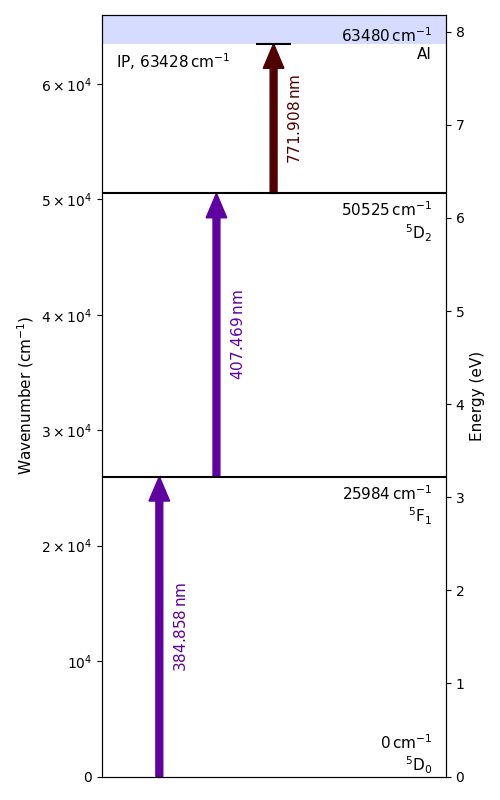 63480 cm⁻¹
AI
IP, 63428 cm⁻¹
771.908 nm
50525 cm⁻¹
⁵D₂
407.469 nm
25984 cm⁻¹
⁵F₁
384.858 nm
0 cm⁻¹
⁵D₀
Wavenumber (cm⁻¹)
6 × 10⁴
5 × 10⁴
4 × 10⁴
3 × 10⁴
2 × 10⁴
10⁴
0
Energy (eV)
8
7
6
5
4
3
2
1
0